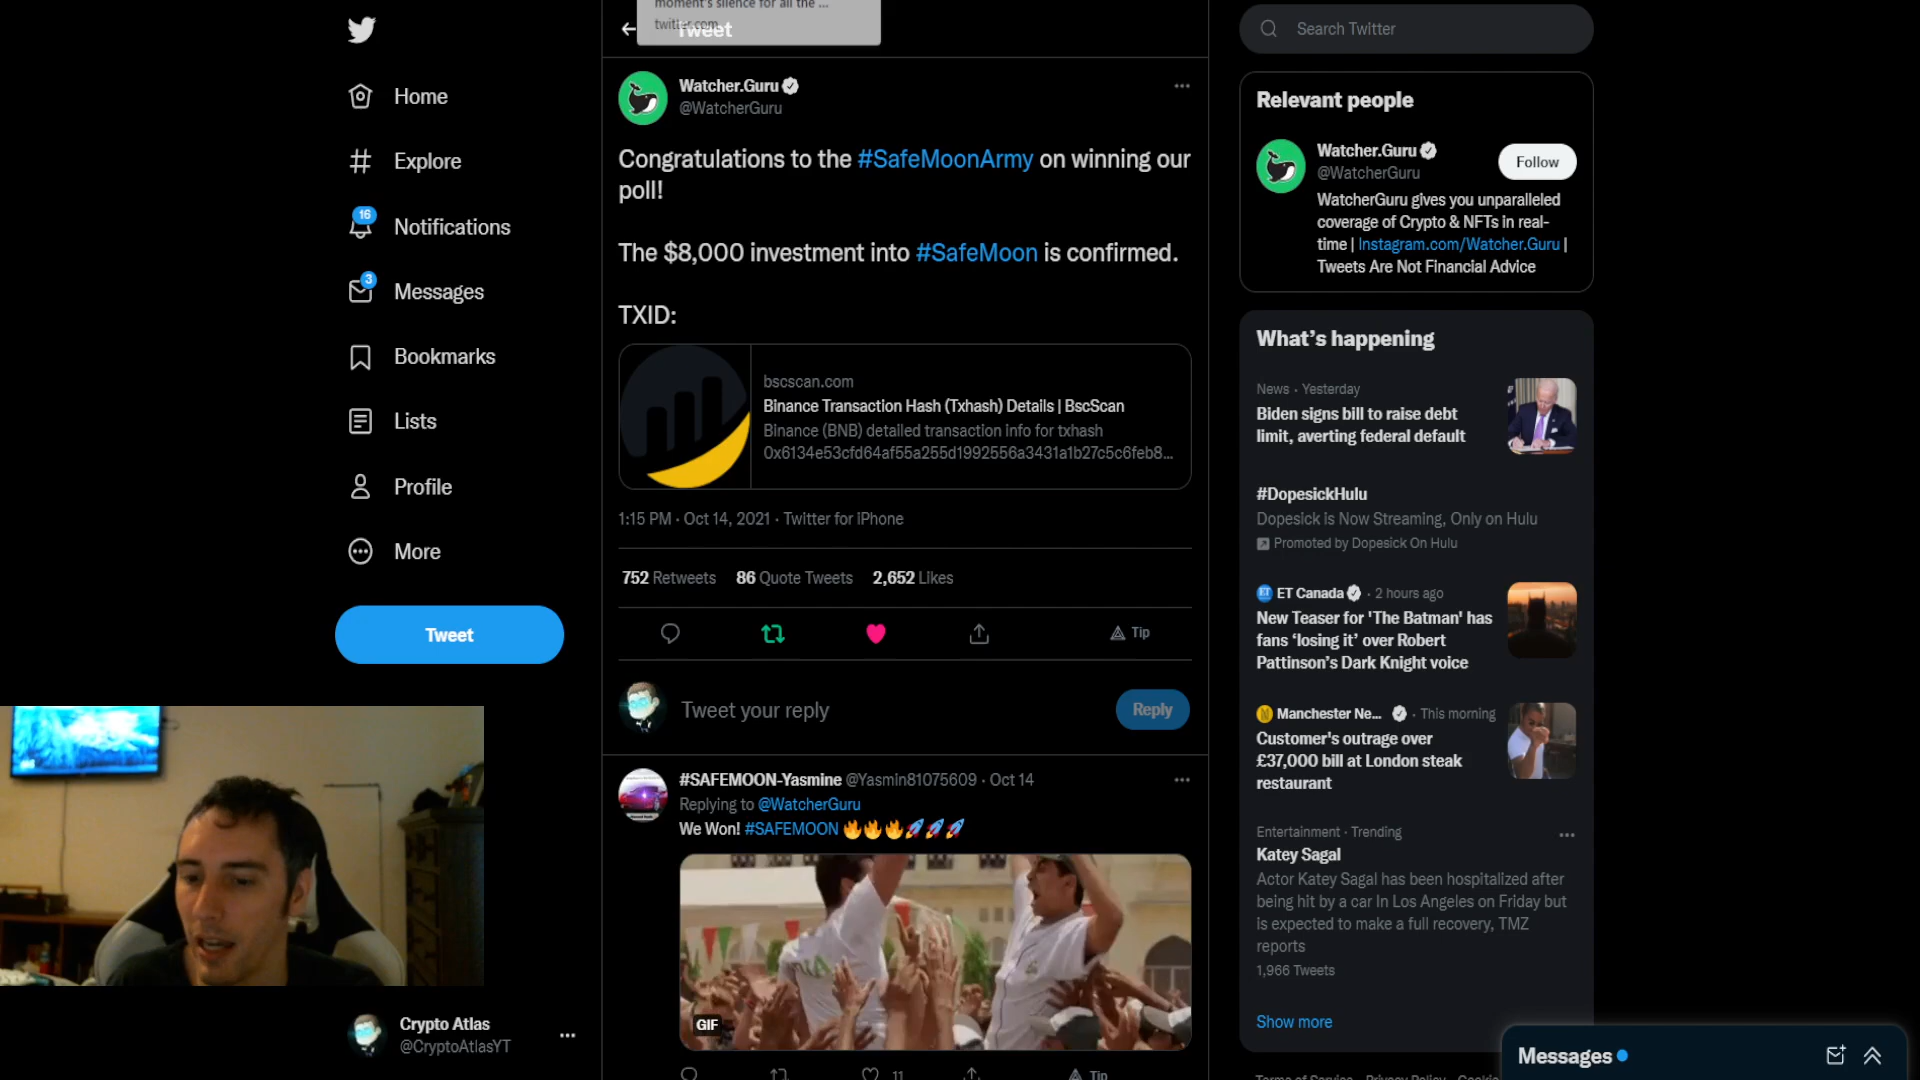 moment's silence for all the ...
twitter.com
Tweet
Search Twitter
Home
Explore
16
Notifications
3
Messages
Bookmarks
Lists
Profile
More
Tweet
Crypto Atlas
@CryptoAtlasYT
Watcher.Guru
@WatcherGuru
Congratulations to the #SafeMoonArmy on winning our
poll!
The $8,000 investment into #SafeMoon is confirmed.
TXID:
bscscan.com
Binance Transaction Hash (Txhash) Details | BscScan
Binance (BNB) detailed transaction info for txhash
0x6134e53cfd64af55a255d1992556a3431a1b27c5c6feb8...
1:15 PM · Oct 14, 2021 · Twitter for iPhone
752 Retweets 86 Quote Tweets 2,652 Likes
Tip
Tweet your reply
Reply
#SAFEMOON-Yasmine @Yasmin81075609 · Oct 14
Replying to @WatcherGuru
We Won! #SAFEMOON 🔥🔥🔥🚀🚀🚀
GIF
11
Tip
Relevant people
Watcher.Guru
@WatcherGuru
Follow
WatcherGuru gives you unparalleled
coverage of Crypto & NFTs in real-
time | Instagram.com/Watcher.Guru |
Tweets Are Not Financial Advice
What's happening
News · Yesterday
Biden signs bill to raise debt
limit, averting federal default
#DopesickHulu
Dopesick is Now Streaming, Only on Hulu
Promoted by Dopesick On Hulu
ET Canada · 2 hours ago
New Teaser for 'The Batman' has
fans ‘losing it’ over Robert
Pattinson's Dark Knight voice
Manchester Ne... · This morning
Customer's outrage over
£37,000 bill at London steak
restaurant
Entertainment · Trending
Katey Sagal
Actor Katey Sagal has been hospitalized after
being hit by a car In Los Angeles on Friday but
is expected to make a full recovery, TMZ
reports
1,966 Tweets
Show more
Messages